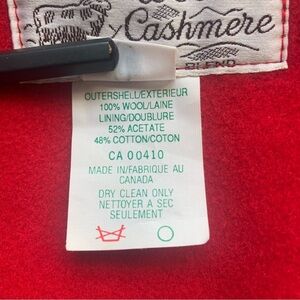 Cashmere
BLEND
OUTERSHELL/EXTERIEUR
100% WOOL/LAINE
LINING/DOUBLURE
52% ACETATE
48% COTTON/COTON
CA 00410
MADE IN/FABRIQUE AU
CANADA
DRY CLEAN ONLY
NETTOYER A SEC
SEULEMENT